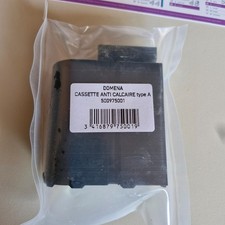 DOMENA
CASSETTE ANTI CALCAIRE type A
500975001
3 416879 750019